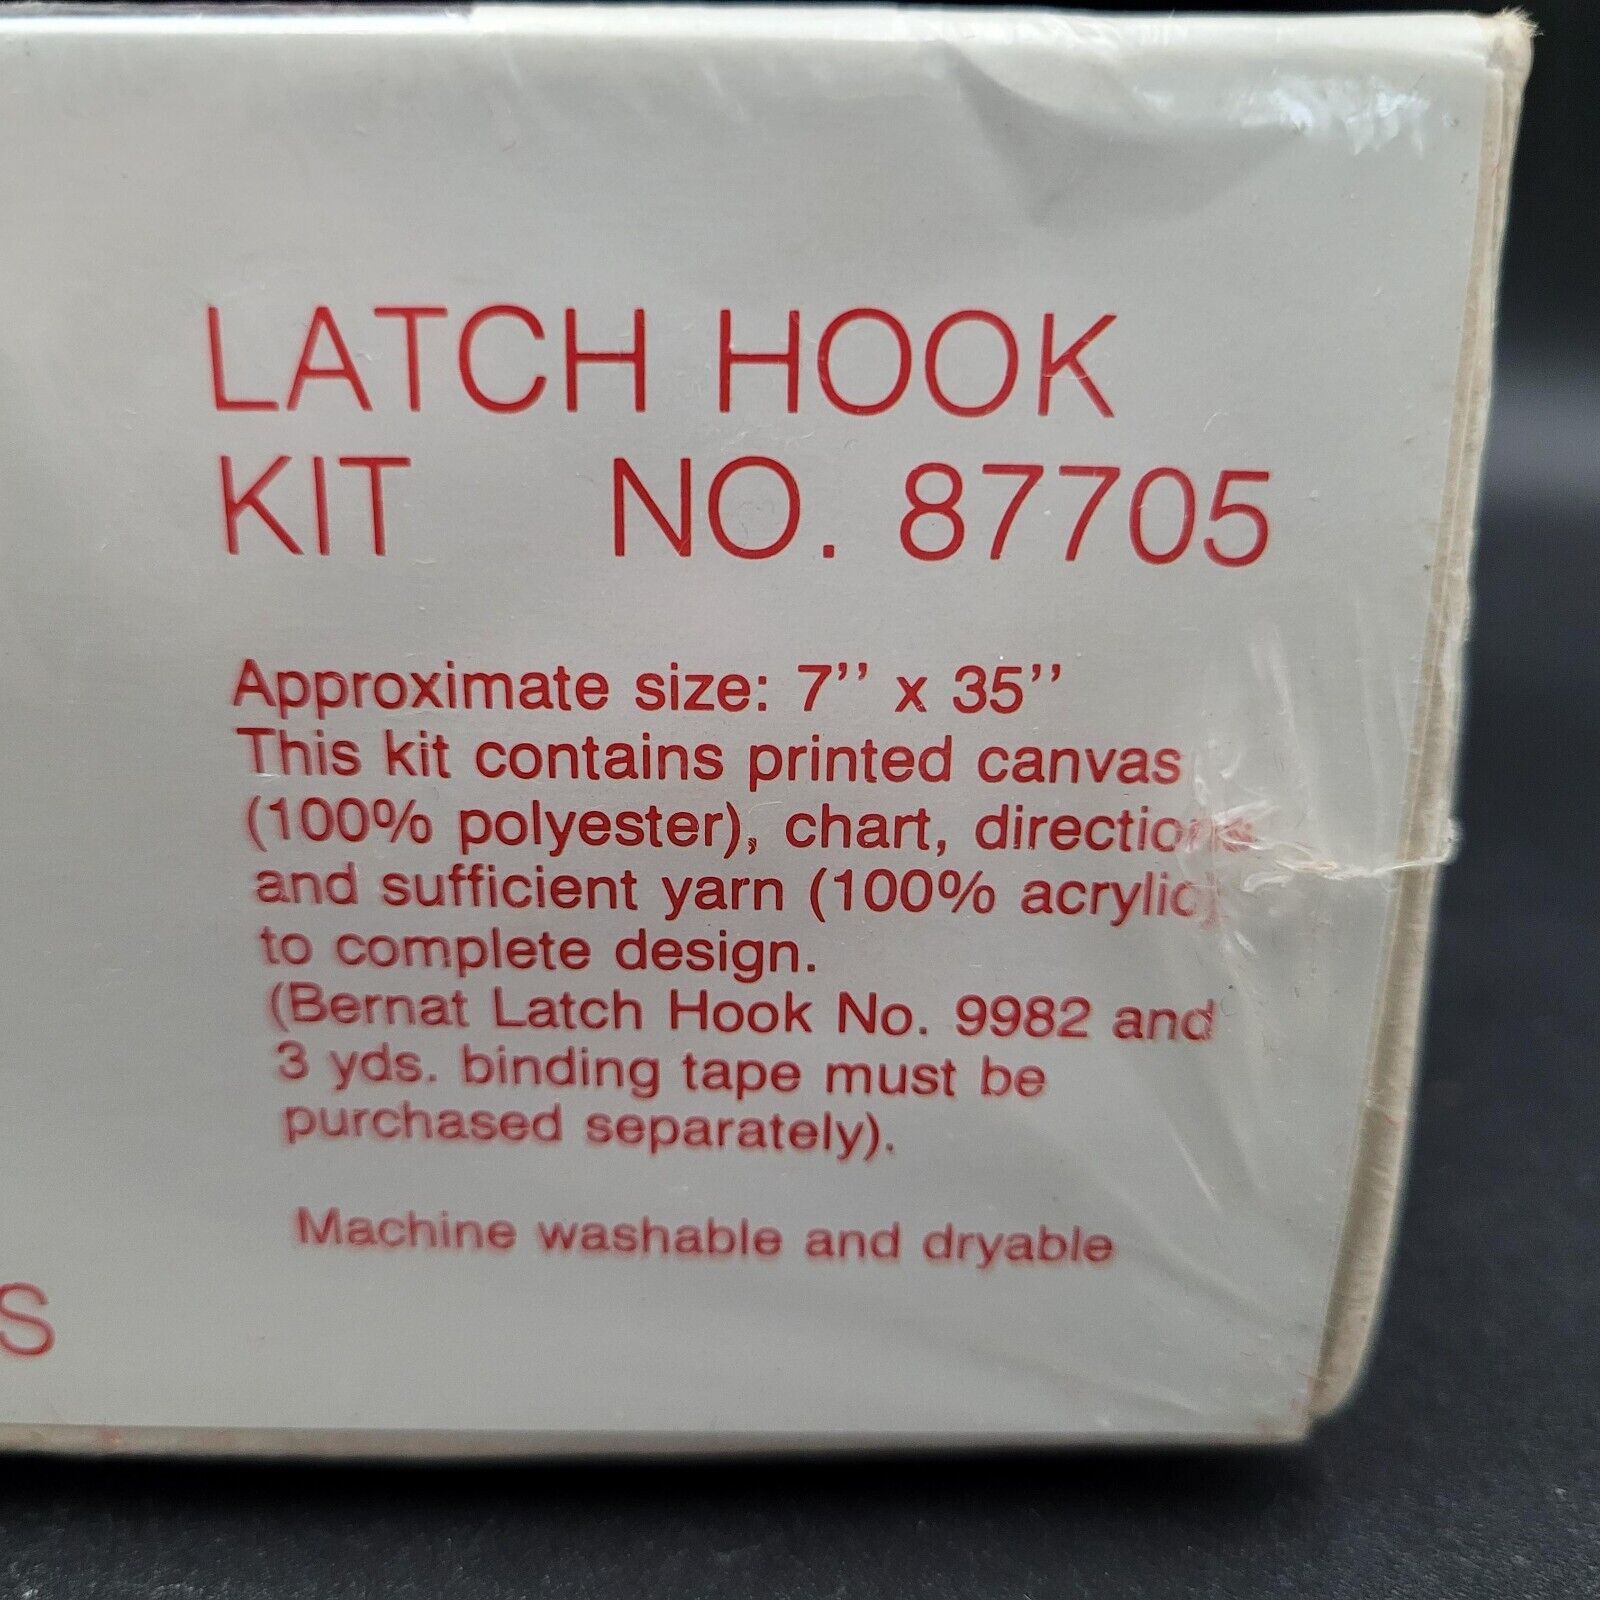 LATCH HOOK
KIT NO. 87705
Approximate size: 7’’ x 35’’
This kit contains printed canvas
(100% polyester), chart, directions
and sufficient yarn (100% acrylic)
to complete design.
(Bernat Latch Hook No. 9982 and
3 yds. binding tape must be
purchased separately).
Machine washable and dryable
S